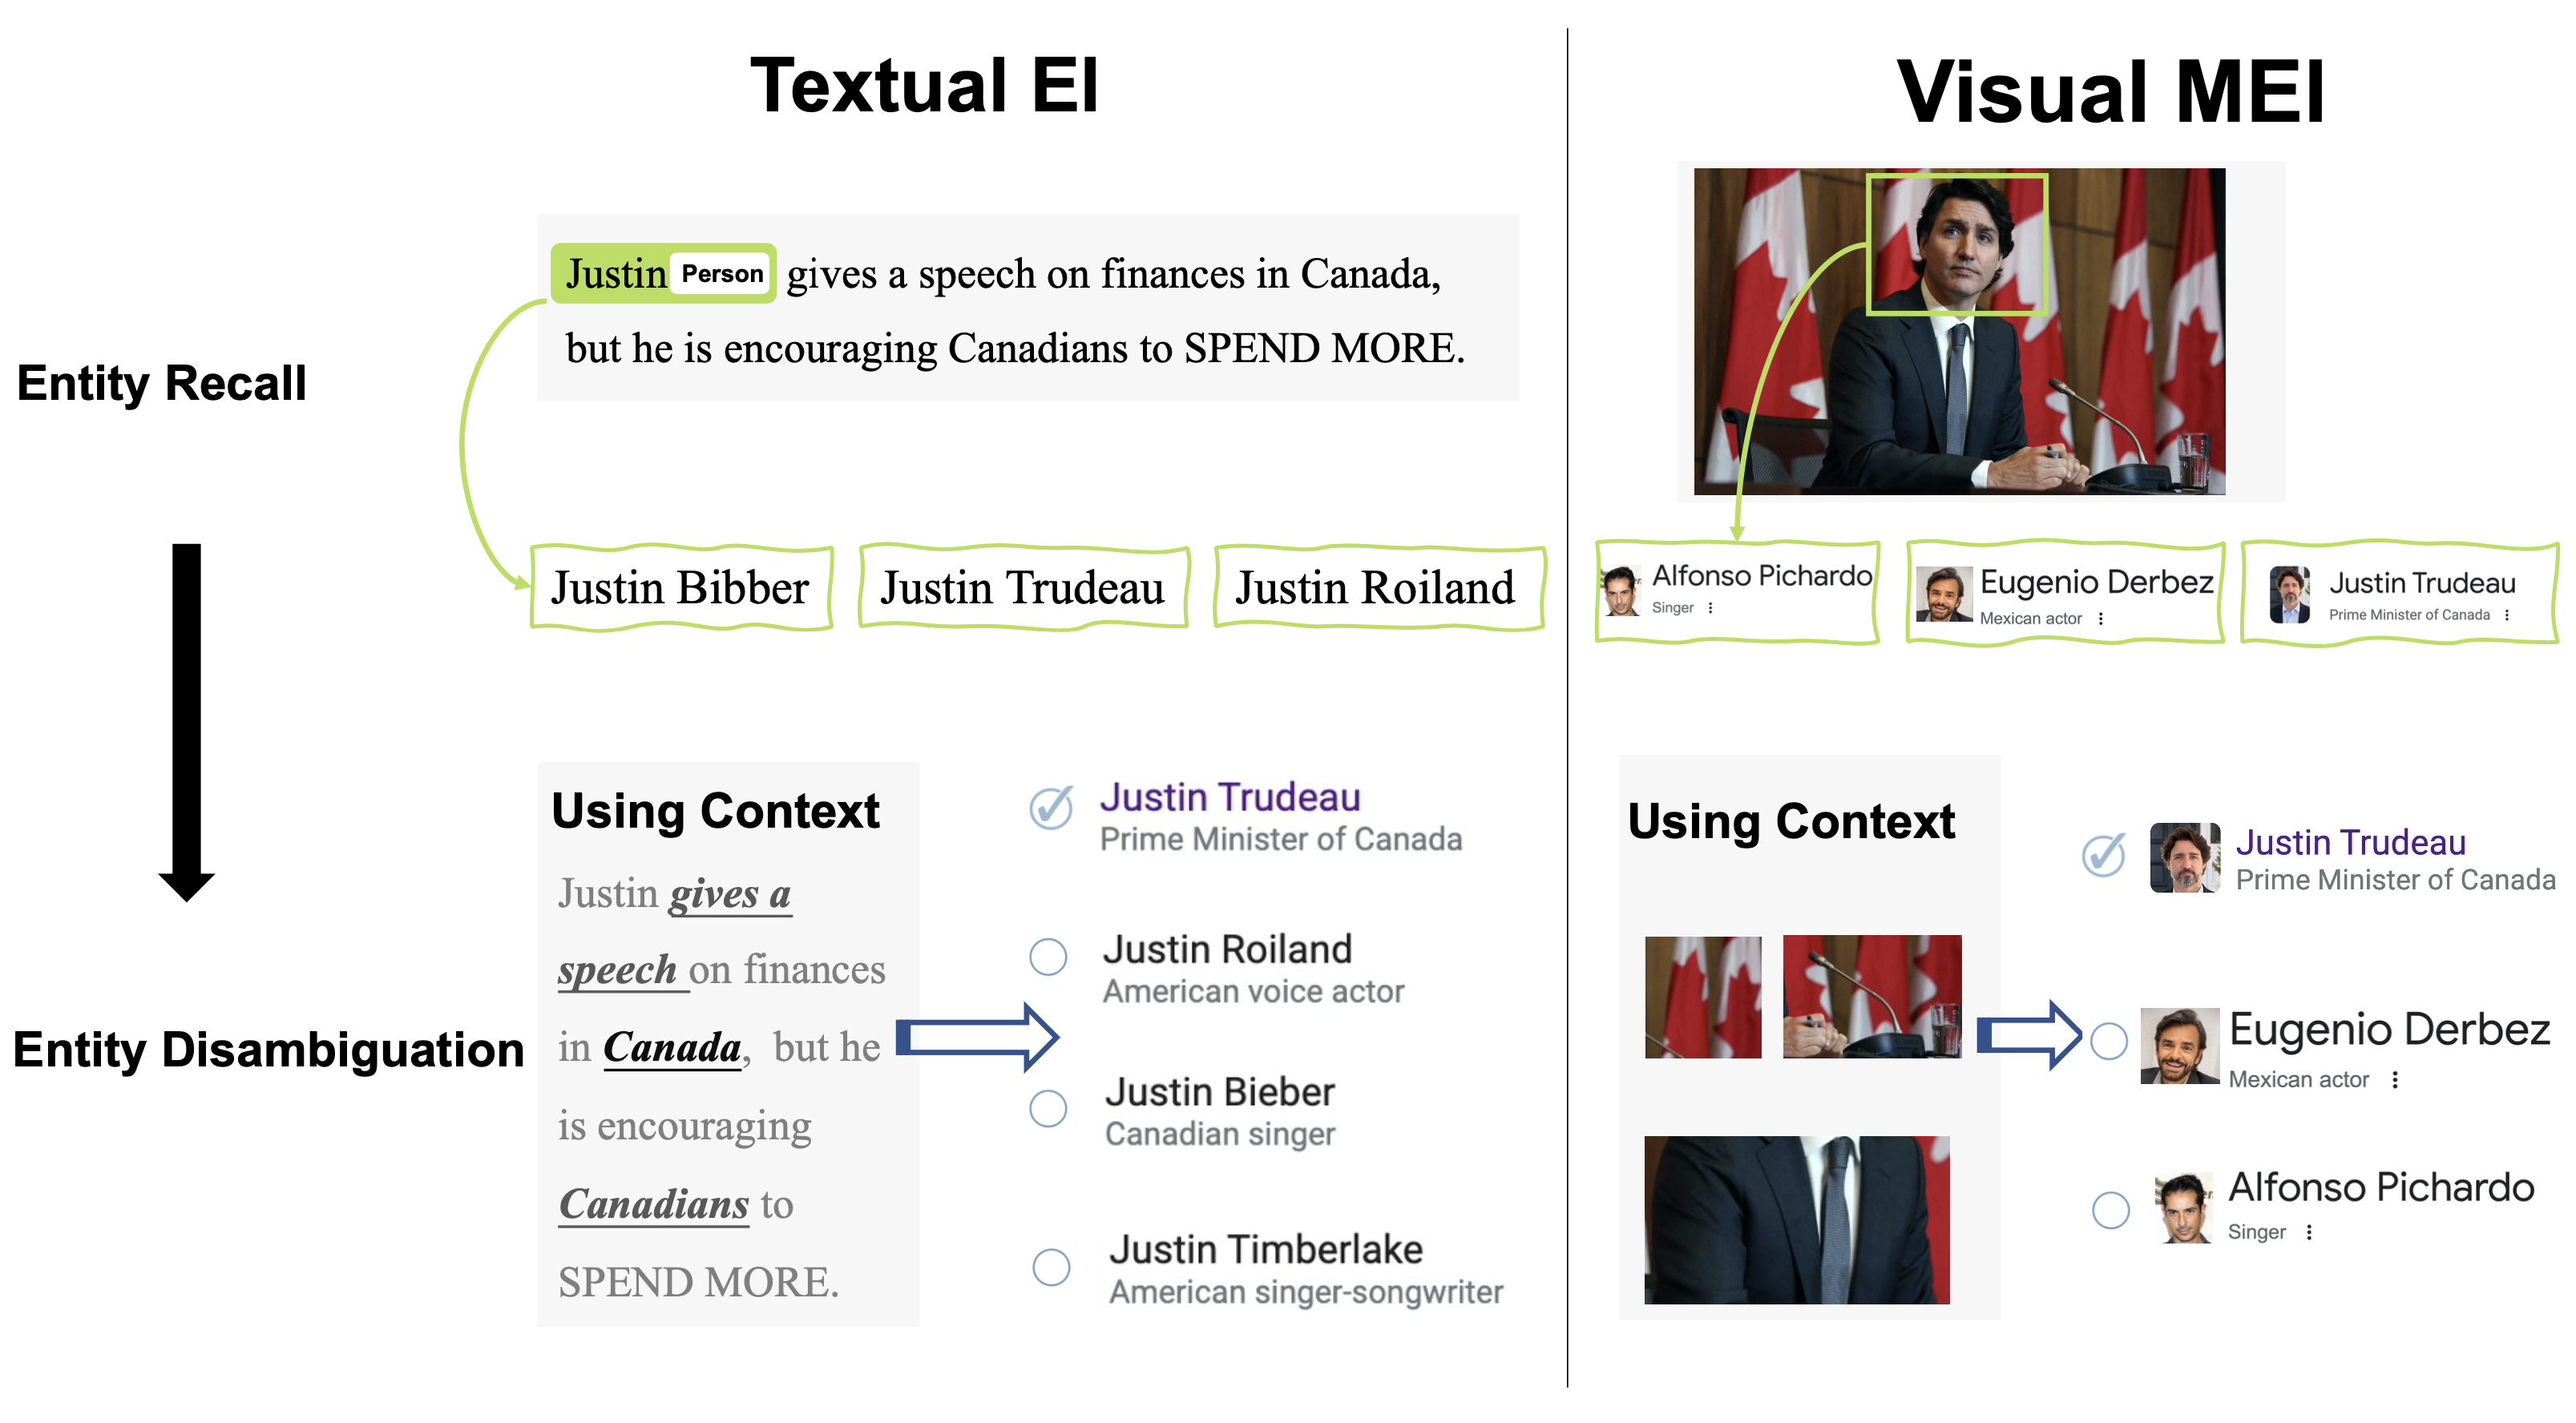 Textual EI
Visual MEI
Entity Recall
Justin Person gives a speech on finances in Canada,
but he is encouraging Canadians to SPEND MORE.
Justin Bibber
Justin Trudeau
Justin Roiland
Alfonso Pichardo
Singer
Eugenio Derbez
Mexican actor
Justin Trudeau
Prime Minister of Canada
Entity Disambiguation
Using Context
Justin gives a
speech on finances
in Canada, but he
is encouraging
Canadians to
SPEND MORE.
Justin Trudeau
Prime Minister of Canada
Justin Roiland
American voice actor
Justin Bieber
Canadian singer
Justin Timberlake
American singer-songwriter
Using Context
Justin Trudeau
Prime Minister of Canada
Eugenio Derbez
Mexican actor
Alfonso Pichardo
Singer